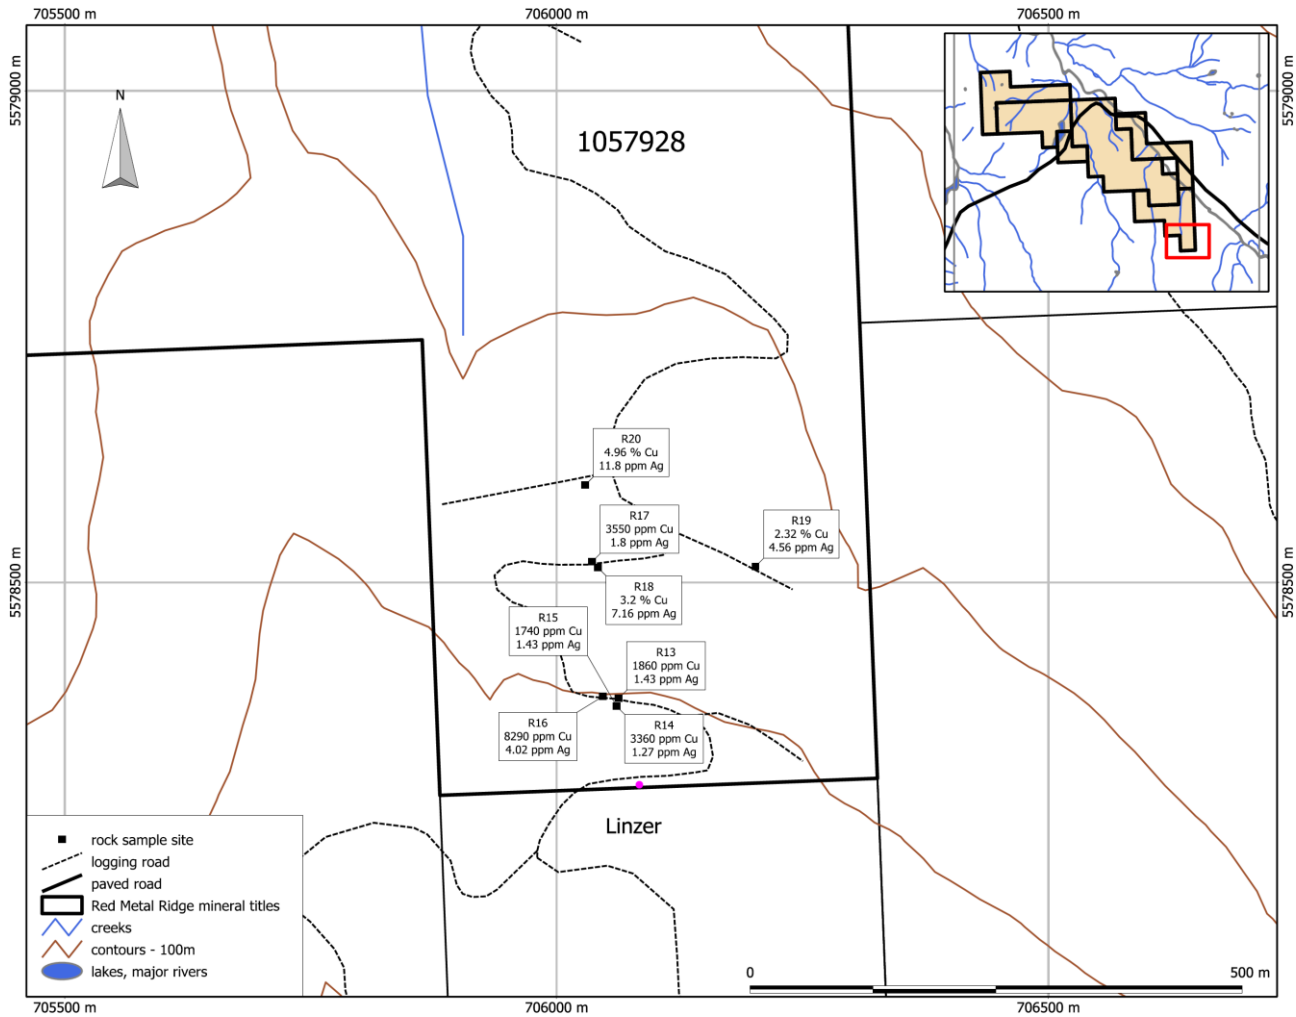 705500 m
706000 m
706500 m
5579000 m
5579000 m
N
1057928
R20
4.96 % Cu
11.8 ppm Ag
R17
3550 ppm Cu
1.8 ppm Ag
R19
2.32 % Cu
4.56 ppm Ag
5578500 m
5578500 m
R18
3.2 % Cu
7.16 ppm Ag
R15
1740 ppm Cu
1.43 ppm Ag
R13
1860 ppm Cu
1.43 ppm Ag
R16
8290 ppm Cu
4.02 ppm Ag
R14
3360 ppm Cu
1.27 ppm Ag
Linzer
rock sample site
logging road
paved road
Red Metal Ridge mineral titles
creeks
contours - 100m
lakes, major rivers
0
500 m
705500 m
706000 m
706500 m